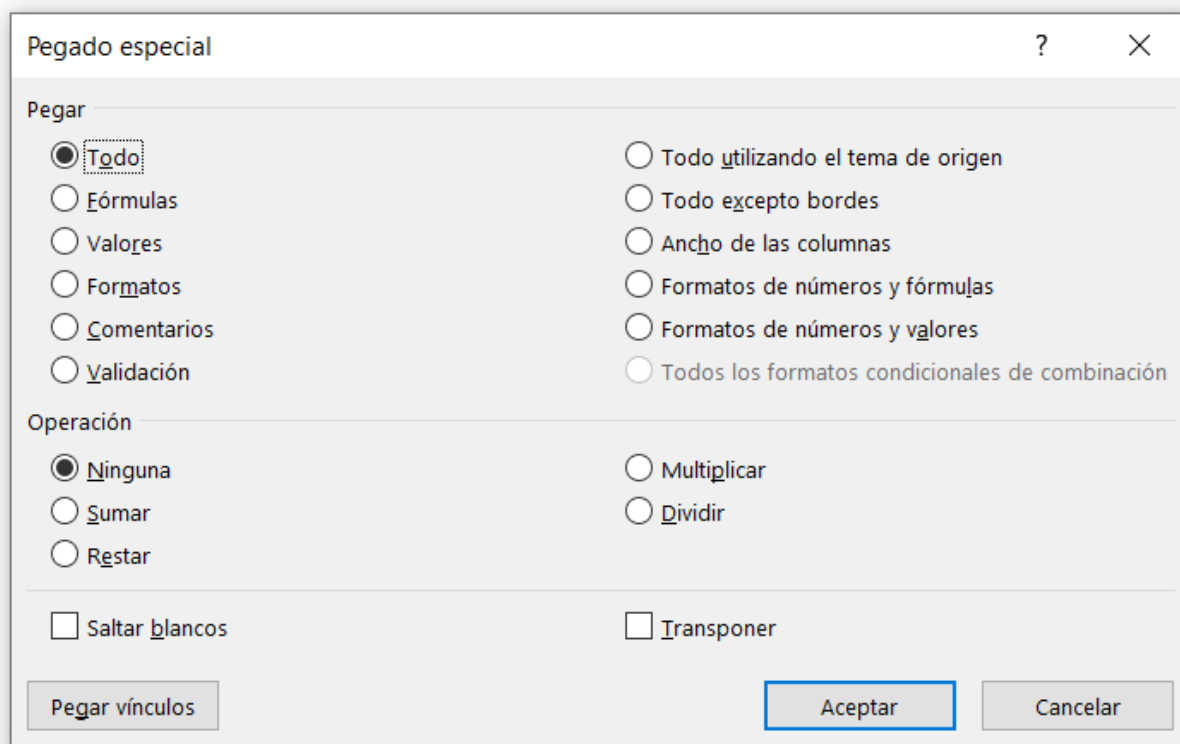 Pegado especial ?
Pegar
Todo
Fórmulas
Valores
Formatos
Comentarios
Validación
Todo utilizando el tema de origen
Todo excepto bordes
Ancho de las columnas
Formatos de números y fórmulas
Formatos de números y valores
Todos los formatos condicionales de combinación
Operación
Ninguna
Sumar
Restar
Multiplicar
Dividir
Saltar blancos
Transponer
Pegar vínculos
Aceptar
Cancelar